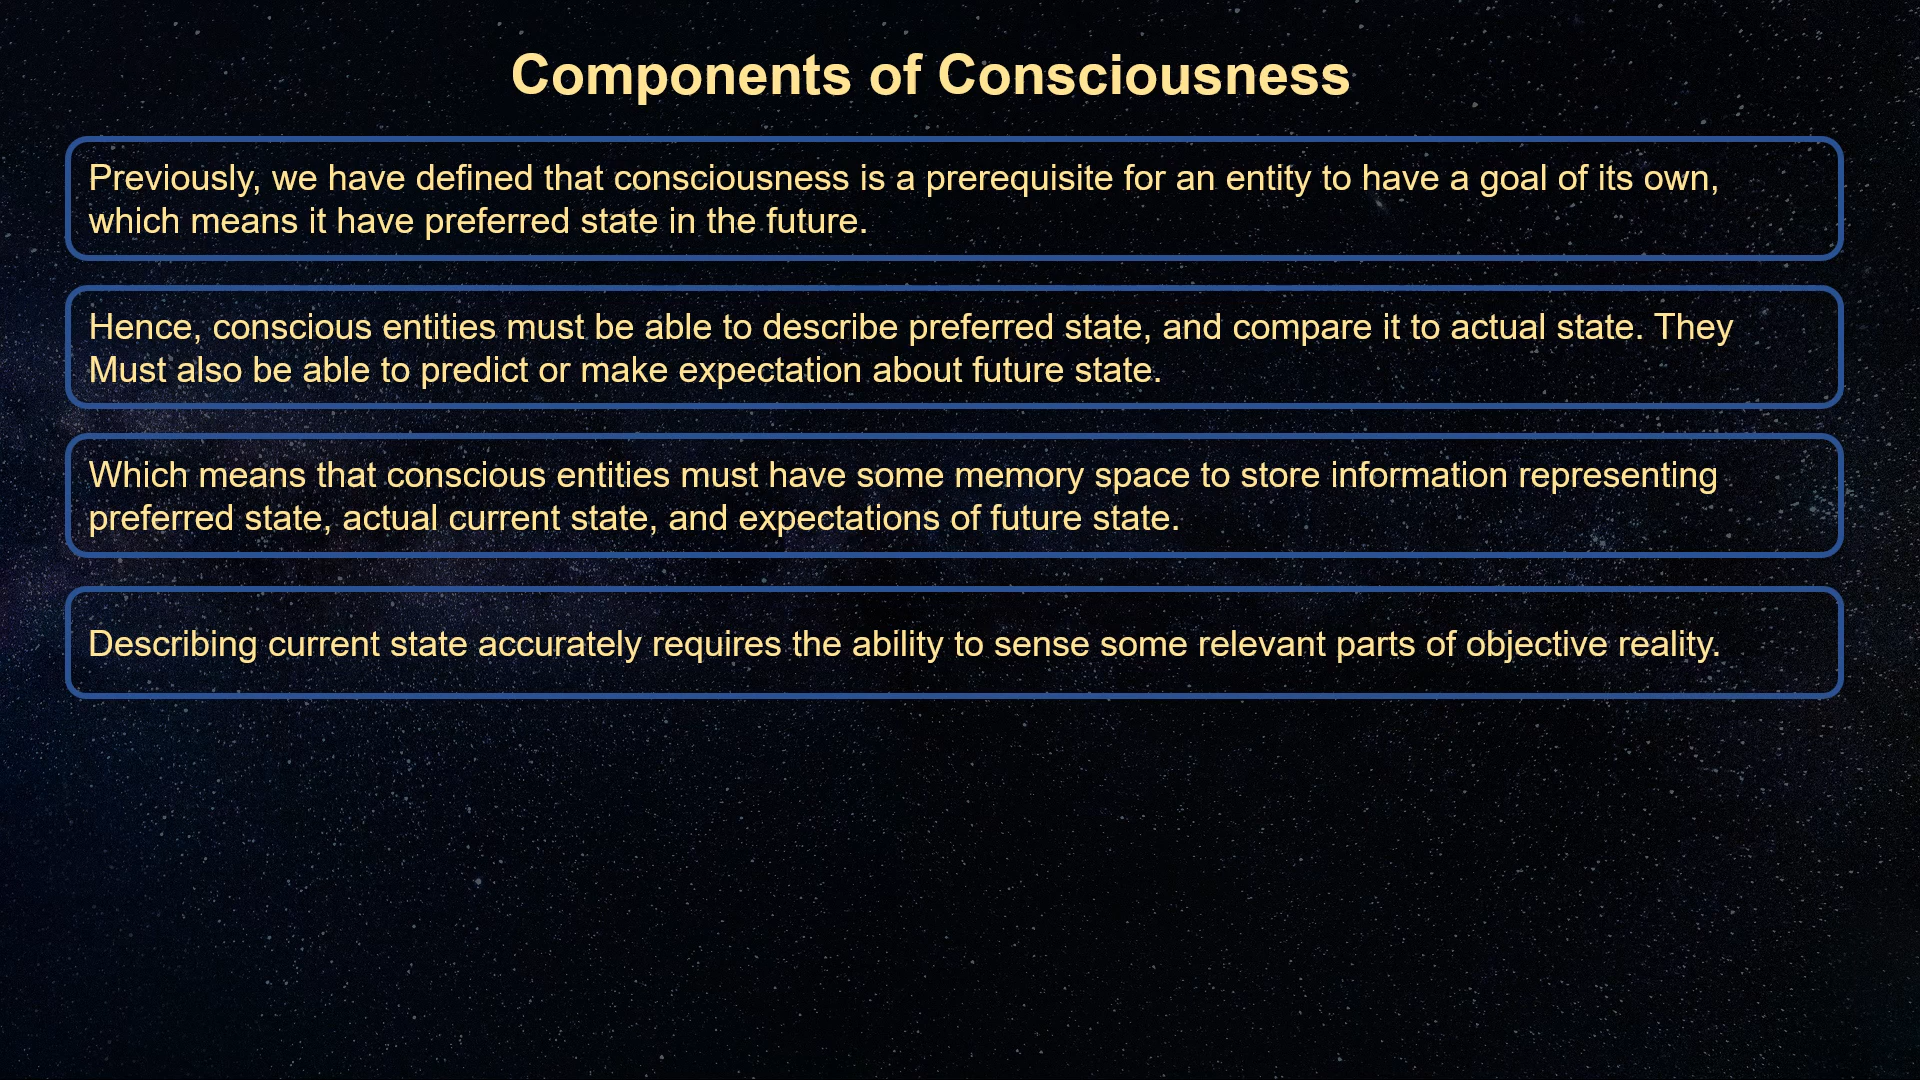 Components of Consciousness
Previously, we have defined that consciousness is a prerequisite for an entity to have a goal of its own,
which means it have preferred state in the future.
Hence, conscious entities must be able to describe preferred state, and compare it to actual state. They
Must also be able to predict or make expectation about future state.
Which means that conscious entities must have some memory space to store information representing
preferred state, actual current state, and expectations of future state.
Describing current state accurately requires the ability to sense some relevant parts of objective reality.